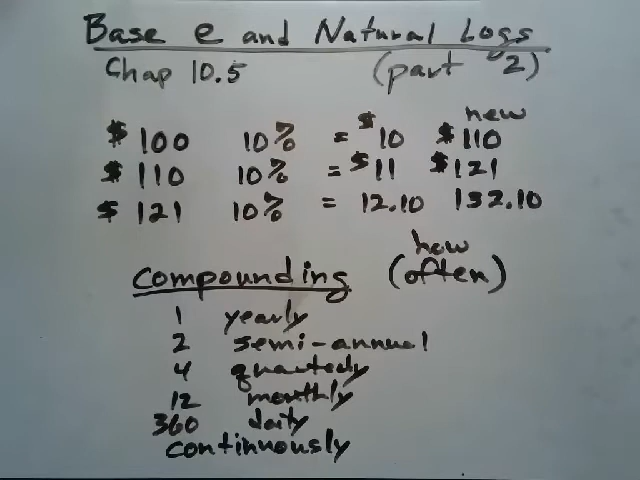 Base e and Natural Logs
Chap 10.5 (part #2)
new
$100 10% = $10 $110
$110 10% = $11 $121
$121 10% = 12.10 132.10
how
Compounding (often)
1 yearly
2 semi-annual
4 quarterly
12 monthly
360 daily
continuously